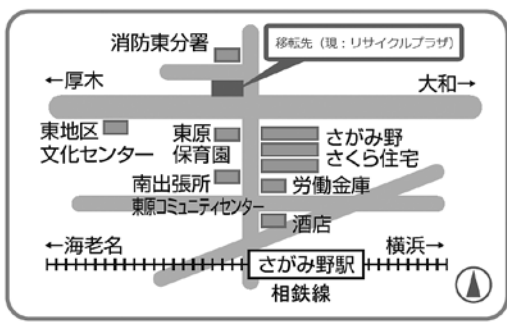 消防東分署
移転先（現：リサイクルプラザ）
←厚木
大和→
東地区
文化センター
東原
保育園
さがみ野
さくら住宅
南出張所
労働金庫
東原コミュニティセンター
酒店
←海老名
横浜→
さがみ野駅
相鉄線